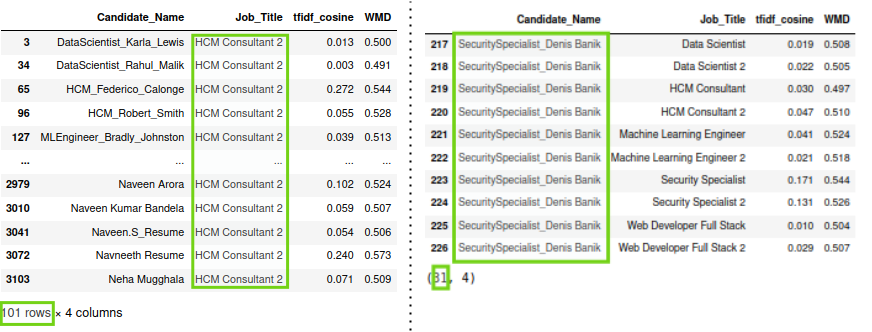 Candidate_Name Job_Title tfidf_cosine WMD
3 DataScientist_Karla_Lewis HCM Consultant 2 0.013 0.500
34 DataScientist_Rahul_Malik HCM Consultant 2 0.003 0.491
65 HCM_Federico_Calonge HCM Consultant 2 0.272 0.544
96 HCM_Robert_Smith HCM Consultant 2 0.055 0.528
127 MLEngineer_Bradly_Johnston HCM Consultant 2 0.039 0.513
... ... ... ... ...
2979 Naveen Arora HCM Consultant 2 0.102 0.524
3010 Naveen Kumar Bandela HCM Consultant 2 0.059 0.507
3041 Naveen.S_Resume HCM Consultant 2 0.054 0.506
3072 Navneeth Resume HCM Consultant 2 0.240 0.573
3103 Neha Mugghala HCM Consultant 2 0.071 0.509
101 rows × 4 columns
Candidate_Name Job_Title tfidf_cosine WMD
217 SecuritySpecialist_Denis Banik Data Scientist 0.019 0.508
218 SecuritySpecialist_Denis Banik Data Scientist 2 0.022 0.505
219 SecuritySpecialist_Denis Banik HCM Consultant 0.030 0.497
220 SecuritySpecialist_Denis Banik HCM Consultant 2 0.047 0.510
221 SecuritySpecialist_Denis Banik Machine Learning Engineer 0.041 0.524
222 SecuritySpecialist_Denis Banik Machine Learning Engineer 2 0.021 0.518
223 SecuritySpecialist_Denis Banik Security Specialist 0.171 0.544
224 SecuritySpecialist_Denis Banik Security Specialist 2 0.131 0.526
225 SecuritySpecialist_Denis Banik Web Developer Full Stack 0.010 0.504
226 SecuritySpecialist_Denis Banik Web Developer Full Stack 2 0.029 0.507
(31, 4)